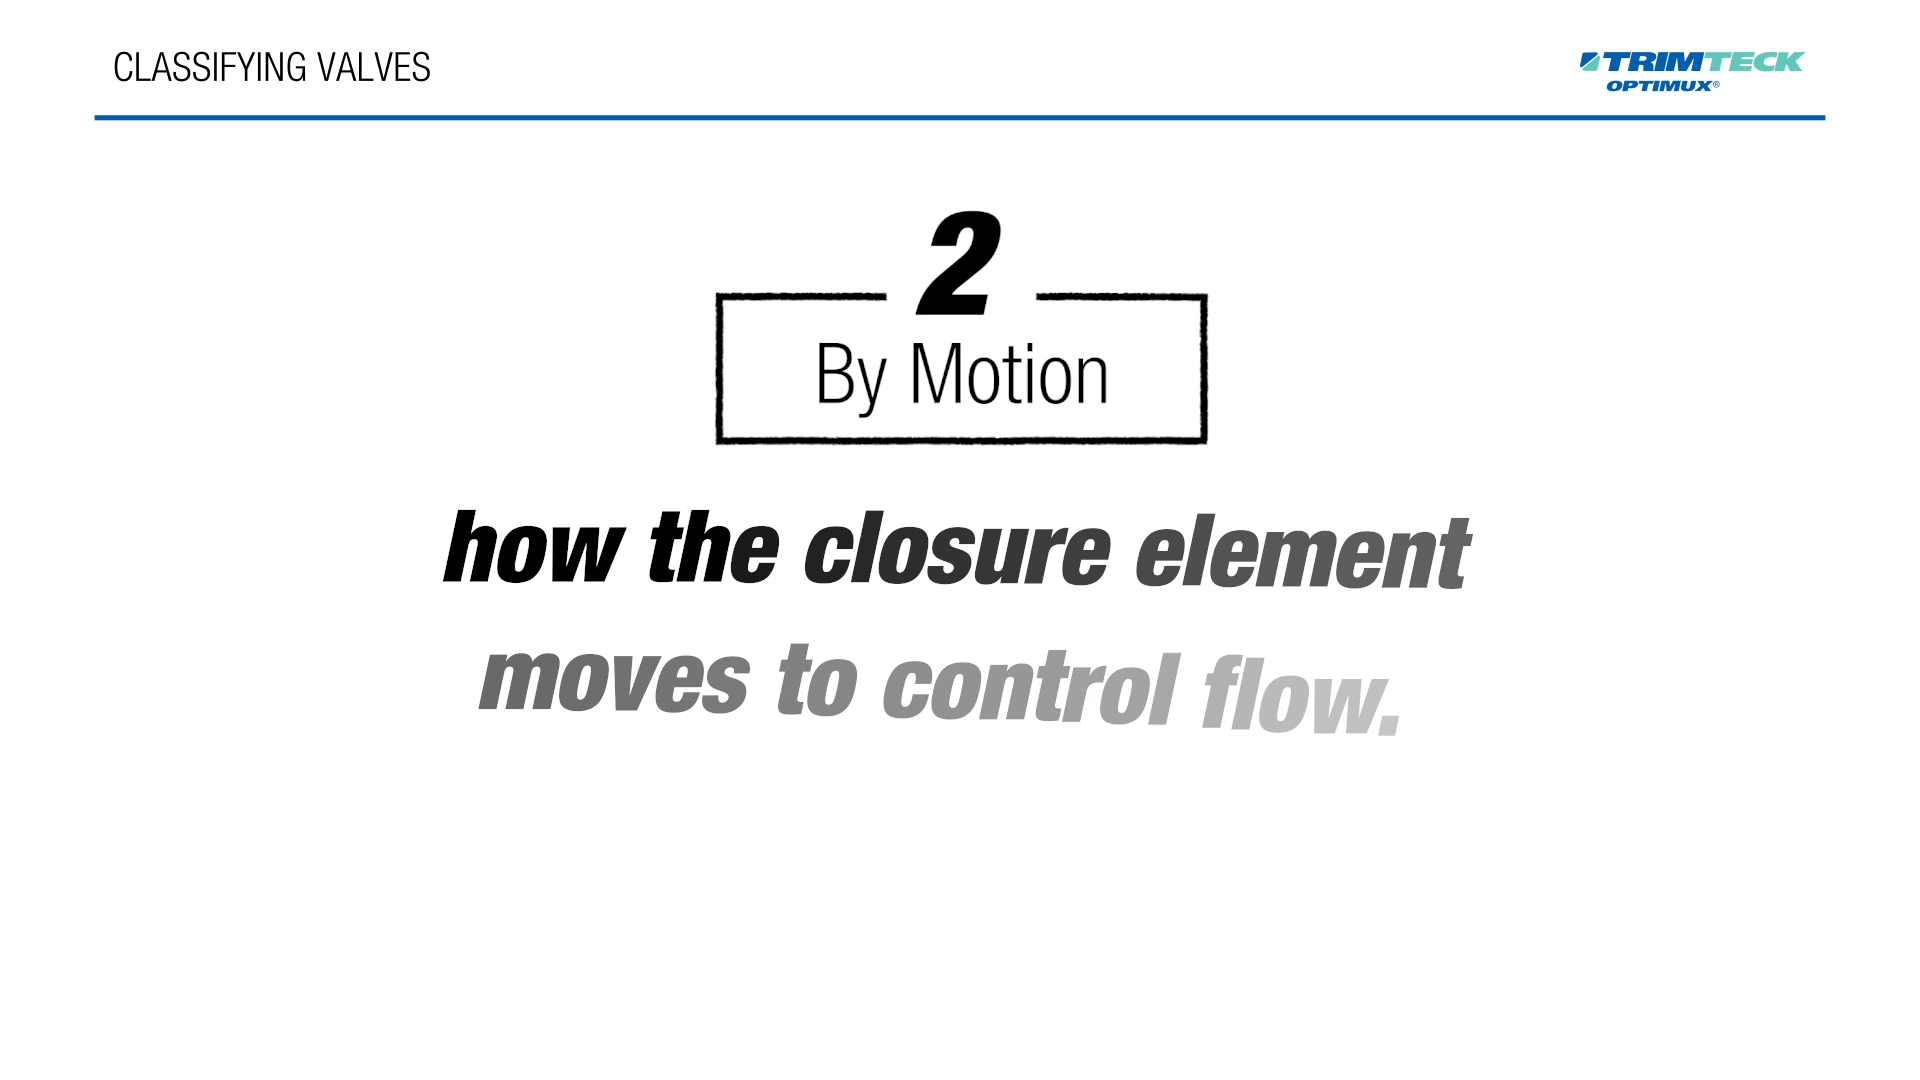 CLASSIFYING VALVES
TRIMTECK
OPTIMUX®
2
By Motion
how the closure element
moves to control flow.